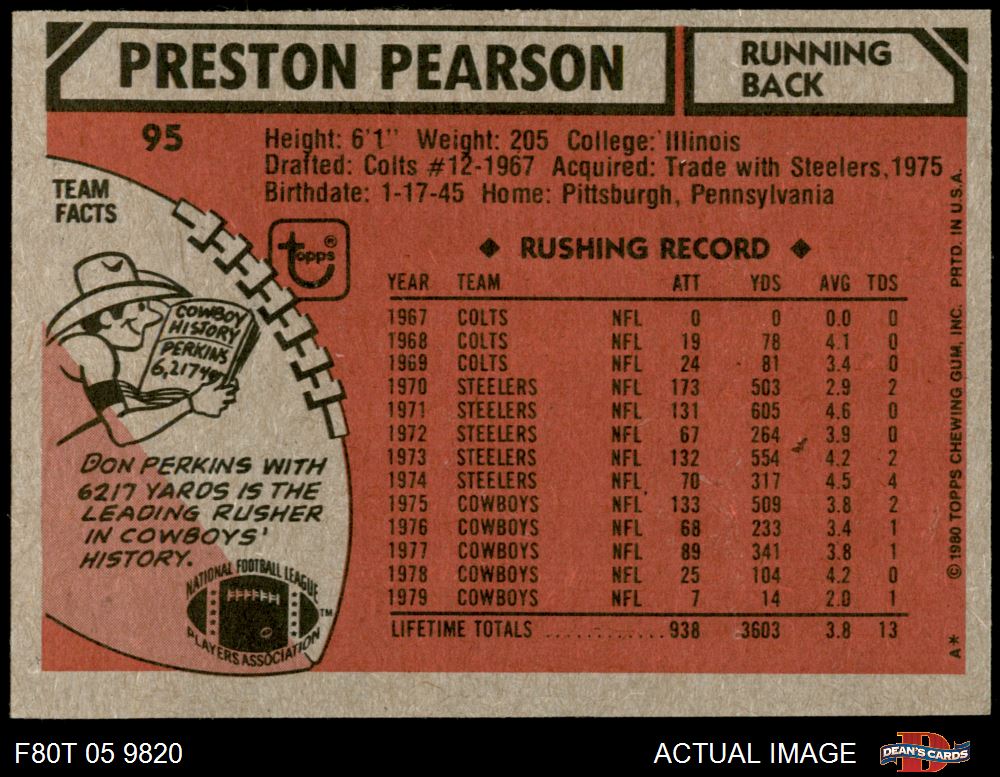 PRESTON PEARSON
RUNNING
BACK
95
Height: 6'1" Weight: 205 College: Illinois
Drafted: Colts #12-1967 Acquired: Trade with Steelers, 1975
Birthdate: 1-17-45 Home: Pittsburgh, Pennsylvania
TEAM
FACTS
topps®
COWBOY
HISTORY
PERKINS
6,217 YDS
DON PERKINS WITH
6217 YARDS IS THE
LEADING RUSHER
IN COWBOYS'
HISTORY.
NATIONAL FOOTBALL LEAGUE
PLAYERS ASSOCIATION
TM
◆ RUSHING RECORD ◆
YEAR TEAM ATT YDS AVG TDS
1967 COLTS NFL 0 0 0.0 0
1968 COLTS NFL 19 78 4.1 0
1969 COLTS NFL 24 81 3.4 0
1970 STEELERS NFL 173 503 2.9 2
1971 STEELERS NFL 131 605 4.6 0
1972 STEELERS NFL 67 264 3.9 0
1973 STEELERS NFL 132 554 4.2 2
1974 STEELERS NFL 70 317 4.5 4
1975 COWBOYS NFL 133 509 3.8 2
1976 COWBOYS NFL 68 233 3.4 1
1977 COWBOYS NFL 89 341 3.8 1
1978 COWBOYS NFL 25 104 4.2 0
1979 COWBOYS NFL 7 14 2.0 1
LIFETIME TOTALS ............. 938 3603 3.8 13
A* © 1980 TOPPS CHEWING GUM, INC. PRTD. IN U.S.A.
F80T 05 9820
ACTUAL IMAGE
DEAN'S CARDS